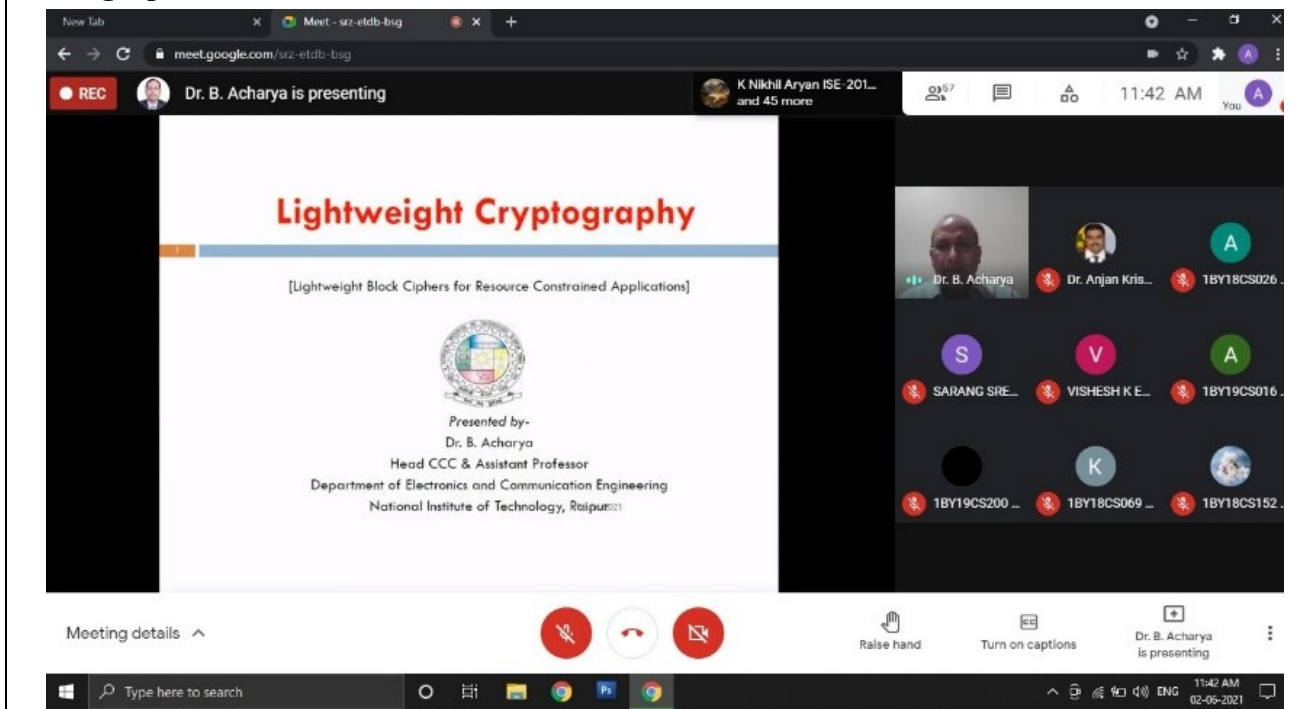 New Tab
Meet - srz-etdb-bsg
meet.google.com/srz-etdb-bsg
REC
Dr. B. Acharya is presenting
K Nikhil Aryan ISE-201...
and 45 more
57
11:42 AM
You
A
Lightweight Cryptography
1
[Lightweight Block Ciphers for Resource Constrained Applications]
Presented by-
Dr. B. Acharya
Head CCC & Assistant Professor
Department of Electronics and Communication Engineering
National Institute of Technology, Raipur
Dr. B. Acharya
Dr. Anjan Kris...
A
1BY18CS026 .
S
SARANG SRE...
V
VISHESH K E...
A
1BY19CS016 .
1BY19CS200 ...
K
1BY18CS069 ...
1BY18CS152 .
Meeting details
Raise hand
Turn on captions
Dr. B. Acharya
is presenting
Type here to search
Ps
ENG
11:42 AM
02-06-2021